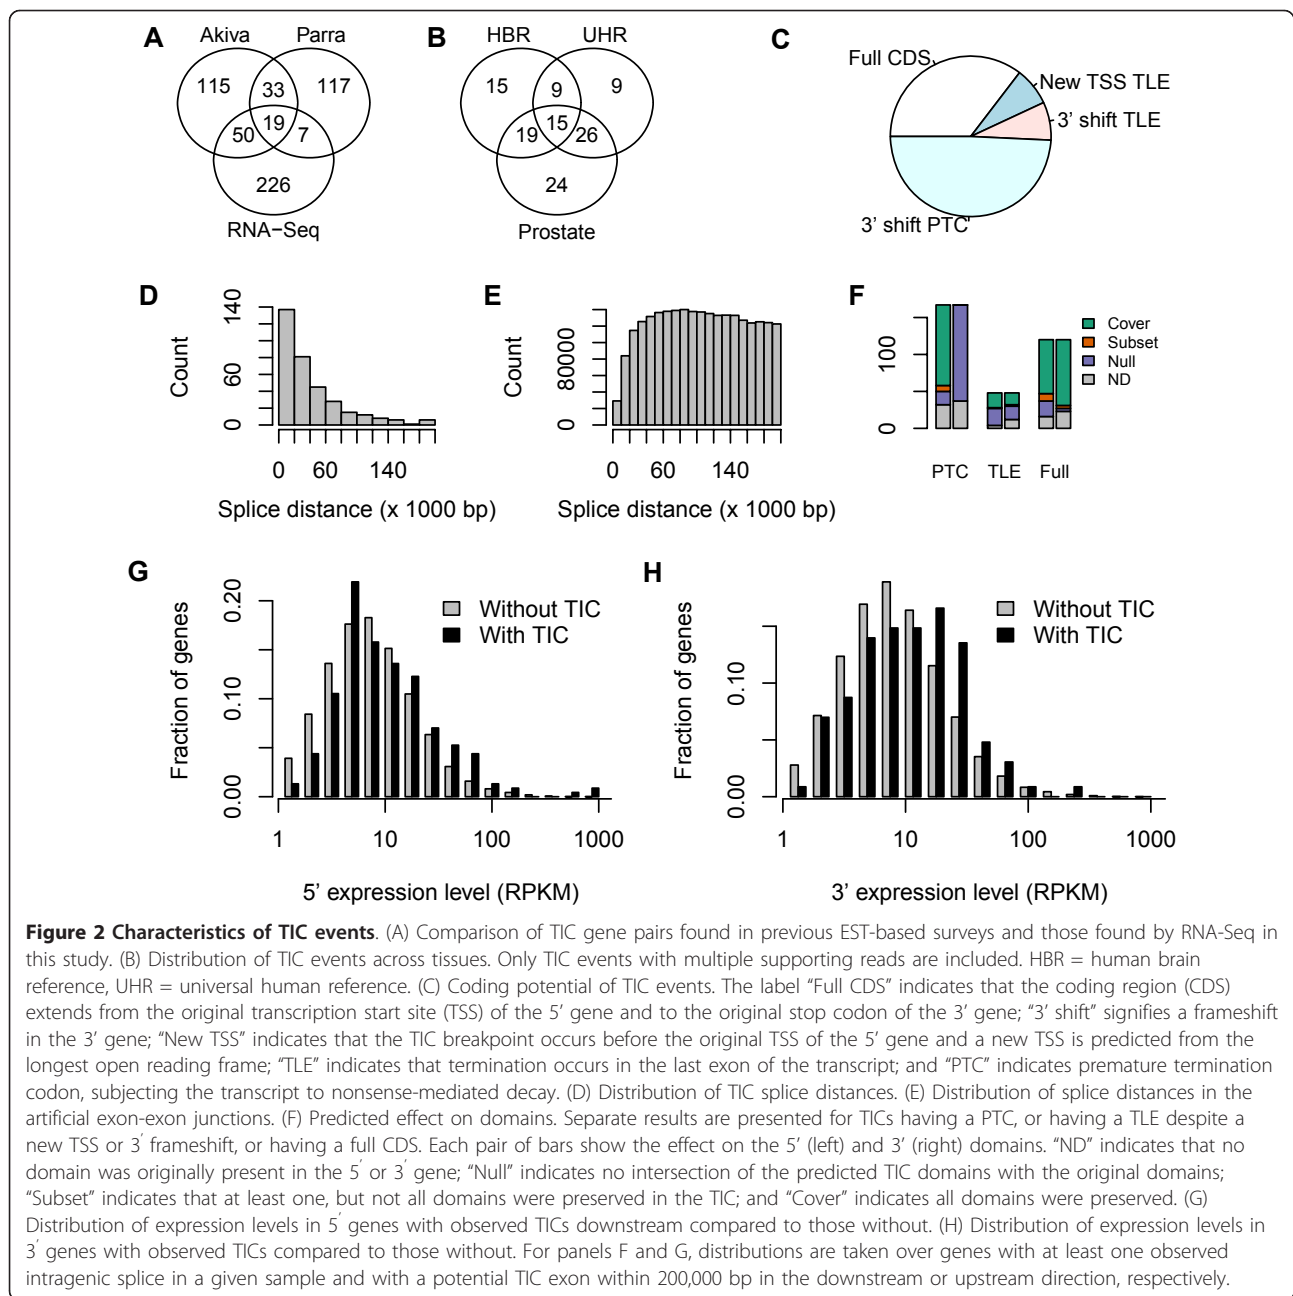 A
Akiva Parra
115 33 117
19
50 7
226
RNA−Seq
B
HBR UHR
15 9 9
15
19 26
24
Prostate
C
Full CDS
New TSS TLE
3' shift TLE
3' shift PTC
D
Count
0 60 140
0 60 140
Splice distance (x 1000 bp)
E
Count
0 80000
0 60 140
Splice distance (x 1000 bp)
F
0 100
PTC TLE Full
Cover
Subset
Null
ND
G
Fraction of genes
0.00 0.10 0.20
Without TIC
With TIC
1 10 100 1000
5' expression level (RPKM)
H
Fraction of genes
0.00 0.10
Without TIC
With TIC
1 10 100 1000
3' expression level (RPKM)
Figure 2 Characteristics of TIC events. (A) Comparison of TIC gene pairs found in previous EST-based surveys and those found by RNA-Seq in
this study. (B) Distribution of TIC events across tissues. Only TIC events with multiple supporting reads are included. HBR = human brain
reference, UHR = universal human reference. (C) Coding potential of TIC events. The label “Full CDS” indicates that the coding region (CDS)
extends from the original transcription start site (TSS) of the 5’ gene and to the original stop codon of the 3’ gene; “3’ shift” signifies a frameshift
in the 3’ gene; “New TSS” indicates that the TIC breakpoint occurs before the original TSS of the 5’ gene and a new TSS is predicted from the
longest open reading frame; “TLE” indicates that termination occurs in the last exon of the transcript; and “PTC” indicates premature termination
codon, subjecting the transcript to nonsense-mediated decay. (D) Distribution of TIC splice distances. (E) Distribution of splice distances in the
artificial exon-exon junctions. (F) Predicted effect on domains. Separate results are presented for TICs having a PTC, or having a TLE despite a
new TSS or 3′ frameshift, or having a full CDS. Each pair of bars show the effect on the 5’ (left) and 3’ (right) domains. “ND” indicates that no
domain was originally present in the 5′ or 3′ gene; “Null” indicates no intersection of the predicted TIC domains with the original domains;
“Subset” indicates that at least one, but not all domains were preserved in the TIC; and “Cover” indicates all domains were preserved. (G)
Distribution of expression levels in 5′ genes with observed TICs downstream compared to those without. (H) Distribution of expression levels in
3′ genes with observed TICs compared to those without. For panels F and G, distributions are taken over genes with at least one observed
intragenic splice in a given sample and with a potential TIC exon within 200,000 bp in the downstream or upstream direction, respectively.